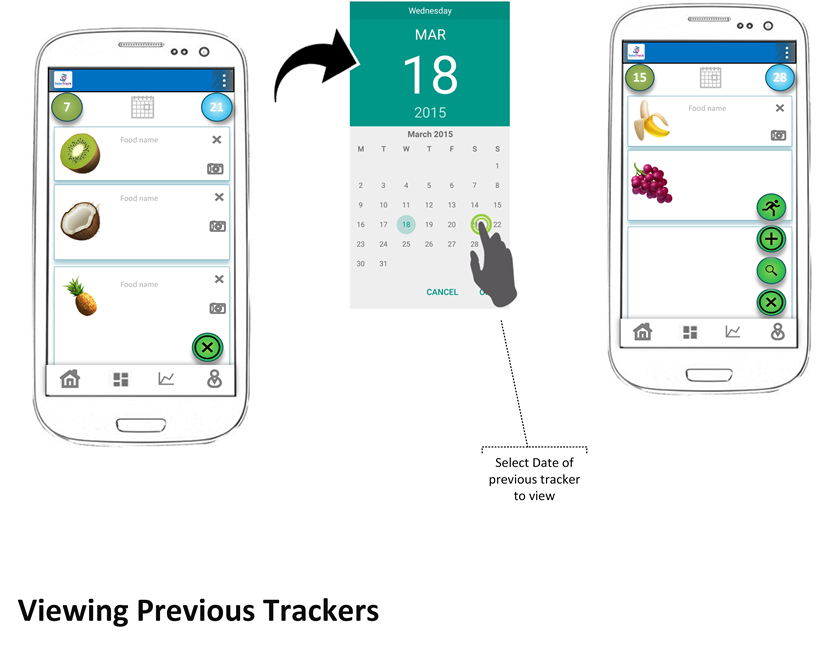 7
21
Food name
Food name
Food name
Wednesday
MAR
18
2015
March 2015
M T W T F S S
1
2 3 4 5 6 7 8
9 10 11 12 13 14 15
16 17 18 19 20 22
23 24 25 26 27 28
30 31
CANCEL
15
28
Food name
Select Date of
previous tracker
to view
Viewing Previous Trackers